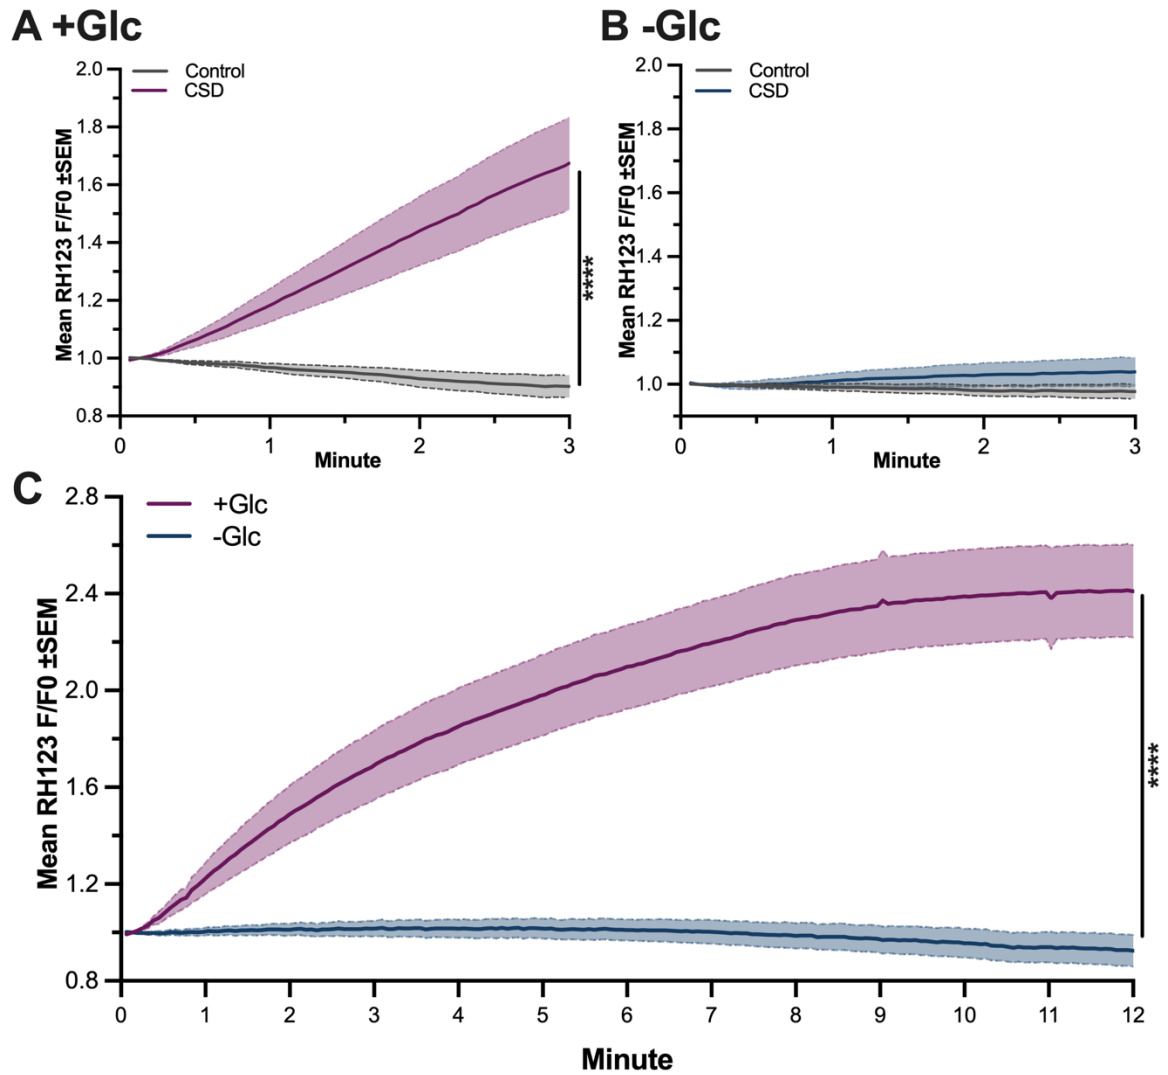 A +Glc
B -Glc
Control
CSD
Mean RH123 F/F0 ±SEM
2.0
1.8
1.6
1.4
1.2
1.0
0.8
0
1
2
3
Minute
****
Control
CSD
Mean RH123 F/F0 ±SEM
2.0
1.8
1.6
1.4
1.2
1.0
0
1
2
3
Minute
C
+Glc
-Glc
Mean RH123 F/F0 ±SEM
2.8
2.4
2.0
1.6
1.2
0.8
0
1
2
3
4
5
6
7
8
9
10
11
12
Minute
****